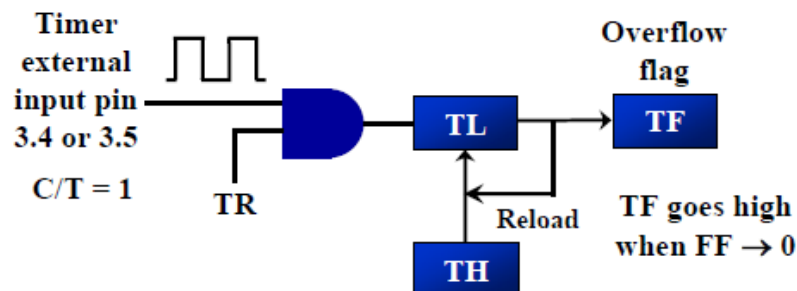 Timer
external
input pin
3.4 or 3.5
C/T = 1
TR
TL
Overflow
flag
TF
Reload
TH
TF goes high
when FF → 0